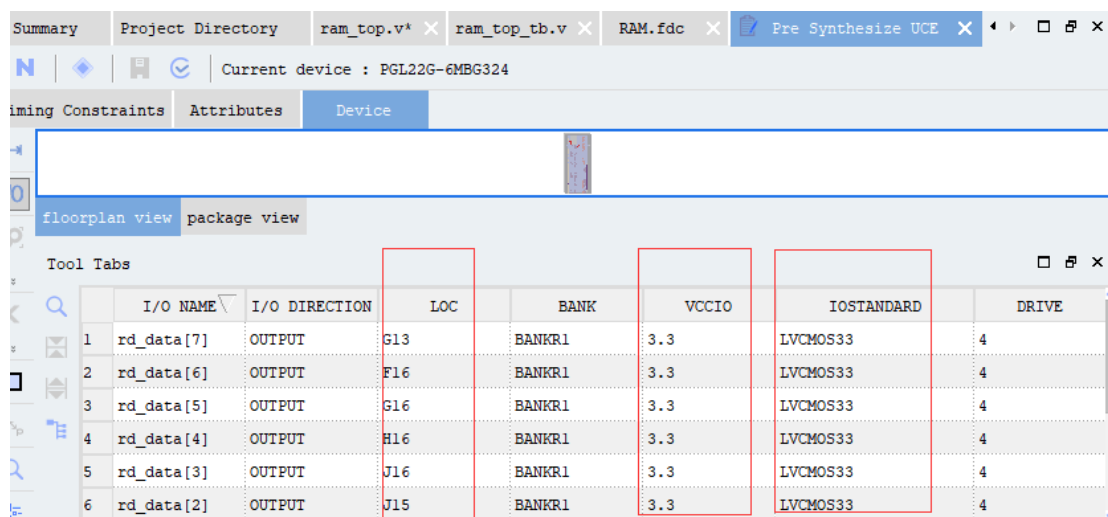 Summary Project Directory ram_top.v* ram_top_tb.v RAM.fdc Pre Synthesize UCE
Current device : PGL22G-6MBG324
iming Constraints Attributes Device
floorplan view package view
Tool Tabs
I/O NAME I/O DIRECTION LOC BANK VCCIO IOSTANDARD DRIVE
1 rd_data[7] OUTPUT G13 BANKR1 3.3 LVCMOS33 4
2 rd_data[6] OUTPUT F16 BANKR1 3.3 LVCMOS33 4
3 rd_data[5] OUTPUT G16 BANKR1 3.3 LVCMOS33 4
4 rd_data[4] OUTPUT H16 BANKR1 3.3 LVCMOS33 4
5 rd_data[3] OUTPUT J16 BANKR1 3.3 LVCMOS33 4
6 rd_data[2] OUTPUT J15 BANKR1 3.3 LVCMOS33 4